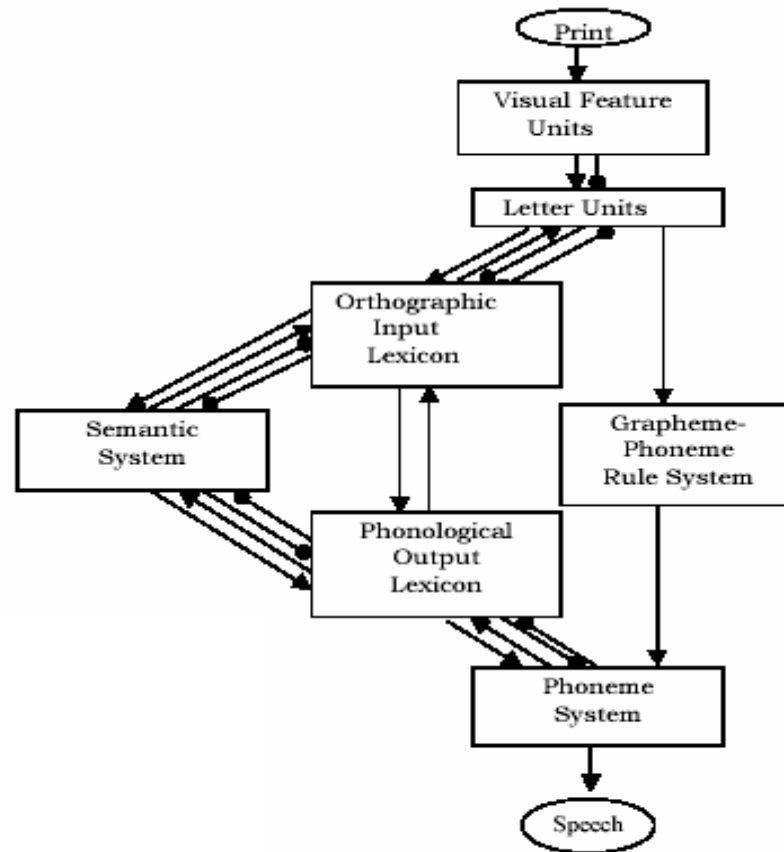 Print
Visual Feature
Units
Letter Units
Orthographic
Input
Lexicon
Semantic
System
Grapheme-
Phoneme
Rule System
Phonological
Output
Lexicon
Phoneme
System
Speech